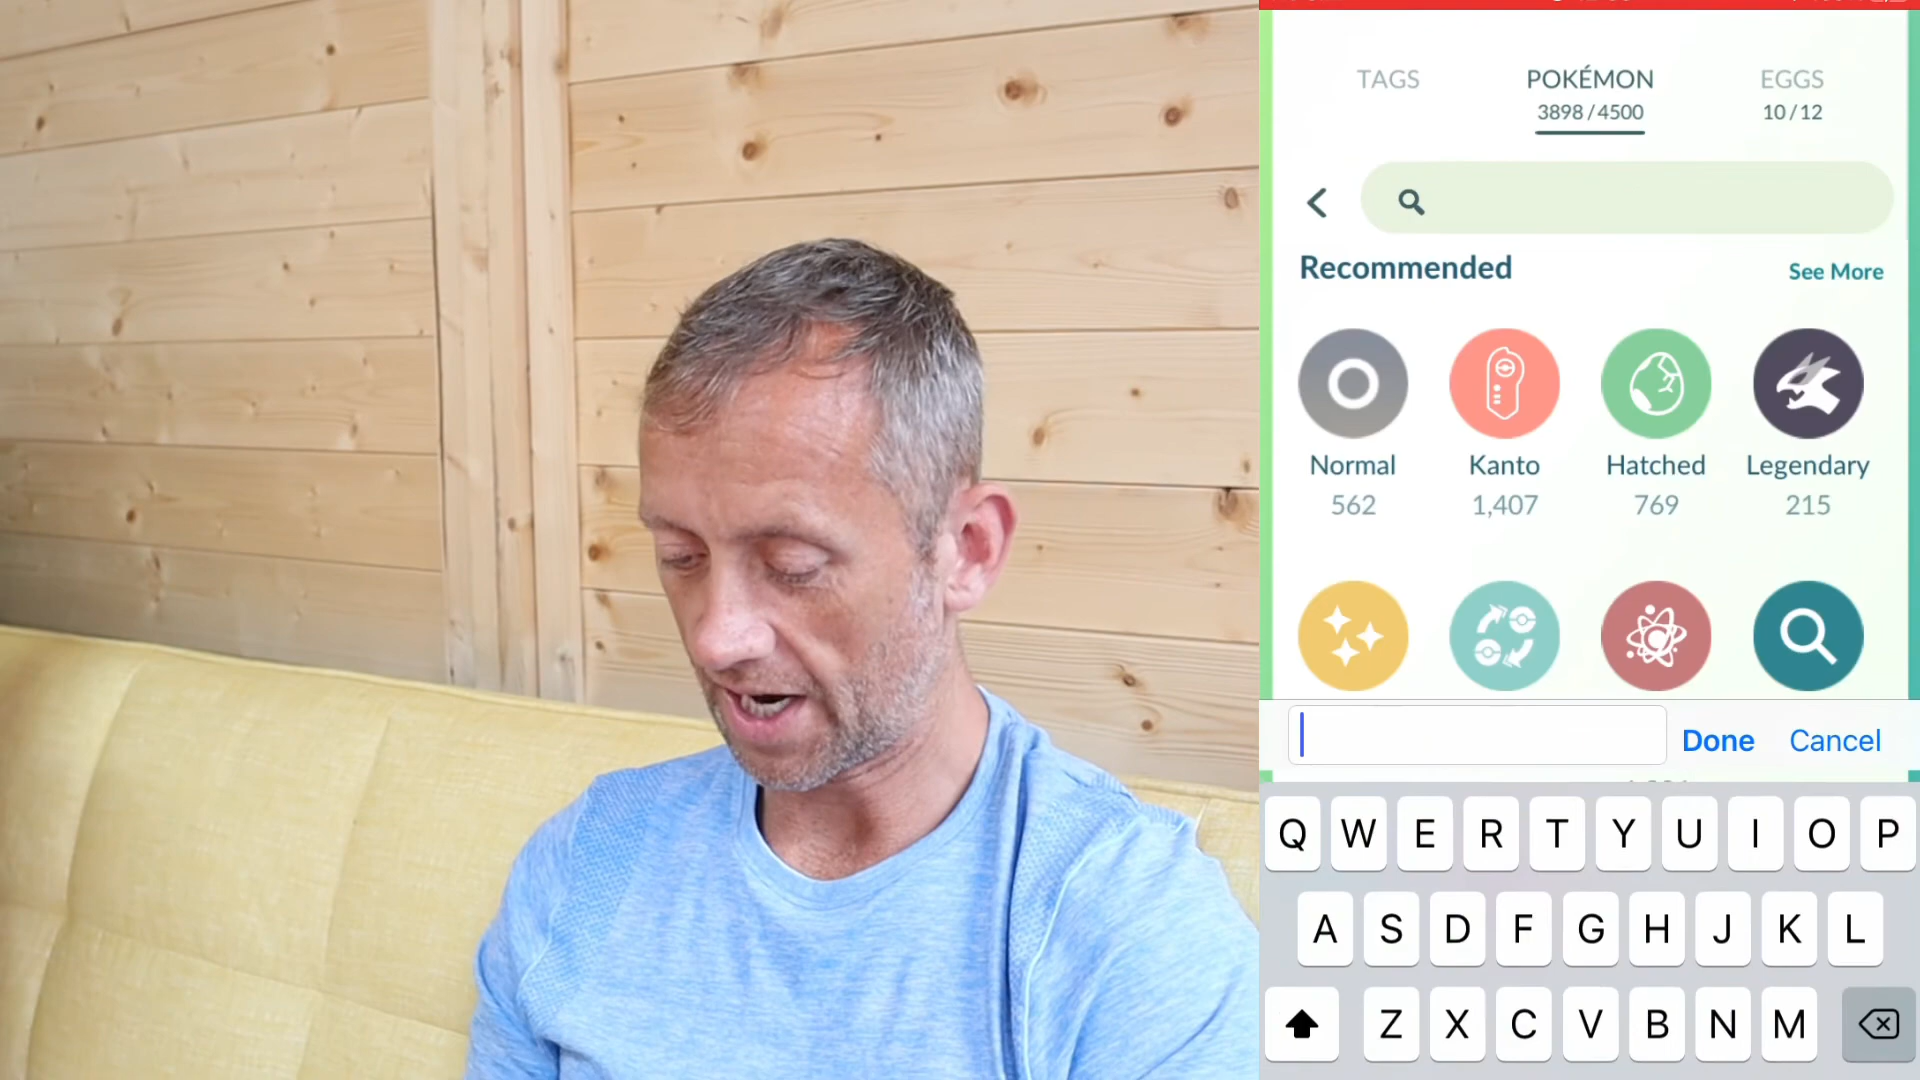 TAGS
POKÉMON
EGGS
3898/4500
10/12
Recommended
See More
Normal
Kanto
Hatched
Legendary
562
1,407
769
215
Done
Cancel
Q W E R T Y U I O P
A S D F G H J K L
Z X C V B N M